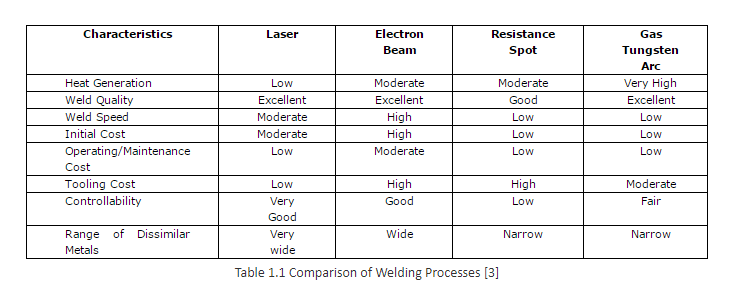 Characteristics Laser Electron Resistance Gas
Beam Spot Tungsten
Arc
Heat Generation Low Moderate Moderate Very High
Weld Quality Excellent Excellent Good Excellent
Weld Speed Moderate High Low Low
Initial Cost Moderate High Low Low
Operating/Maintenance Low Moderate Low Low
Cost
Tooling Cost Low High High Moderate
Controllability Very Good Low Fair
Good
Range of Dissimilar Very Wide Narrow Narrow
Metals wide
Table 1.1 Comparison of Welding Processes [3]